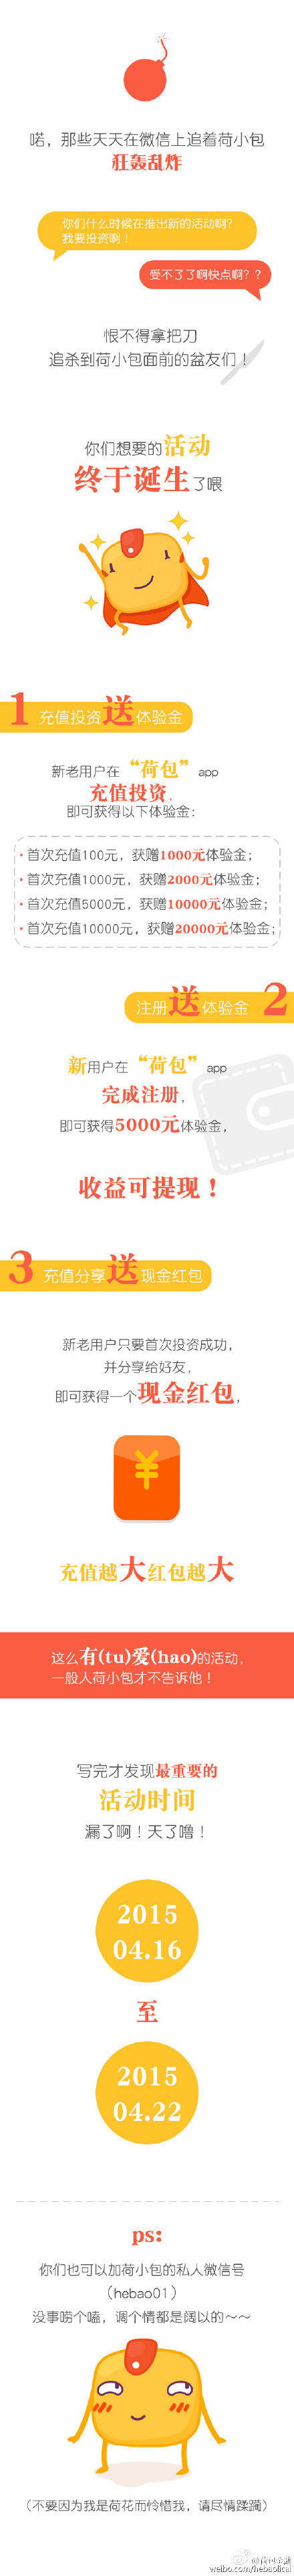 喏，那些天天在微信上追着荷小包
狂轰乱炸
你们什么时候在推出新的活动啊？
我要投资啊！
受不了了啊快点啊？？
恨不得拿把刀
追杀到荷小包面前的盆友们！
你们想要的活动
终于诞生了喂
1 充值投资送体验金
新老用户在“荷包”app
充值投资，
即可获得以下体验金：
·首次充值100元，获赠1000元体验金；
·首次充值1000元，获赠2000元体验金；
·首次充值5000元，获赠10000元体验金；
·首次充值10000元，获赠20000元体验金；
注册送体验金 2
新用户在“荷包”app
完成注册，
即可获得5000元体验金，
收益可提现！
3 充值分享送现金红包
新老用户只要首次投资成功，
并分享给好友，
即可获得一个现金红包，
¥
充值越大红包越大
这么有(tu)爱(hao)的活动，
一般人荷小包才不告诉他！
写完才发现最重要的
活动时间
漏了啊！天了噜！
2015
04.16
至
2015
04.22
ps:
你们也可以加荷小包的私人微信号
（hebao01）
没事唠个嗑，调个情都是阔以的~~
（不要因为我是荷花而怜惜我，请尽情蹂躏）
weibo.com/hebaolicai